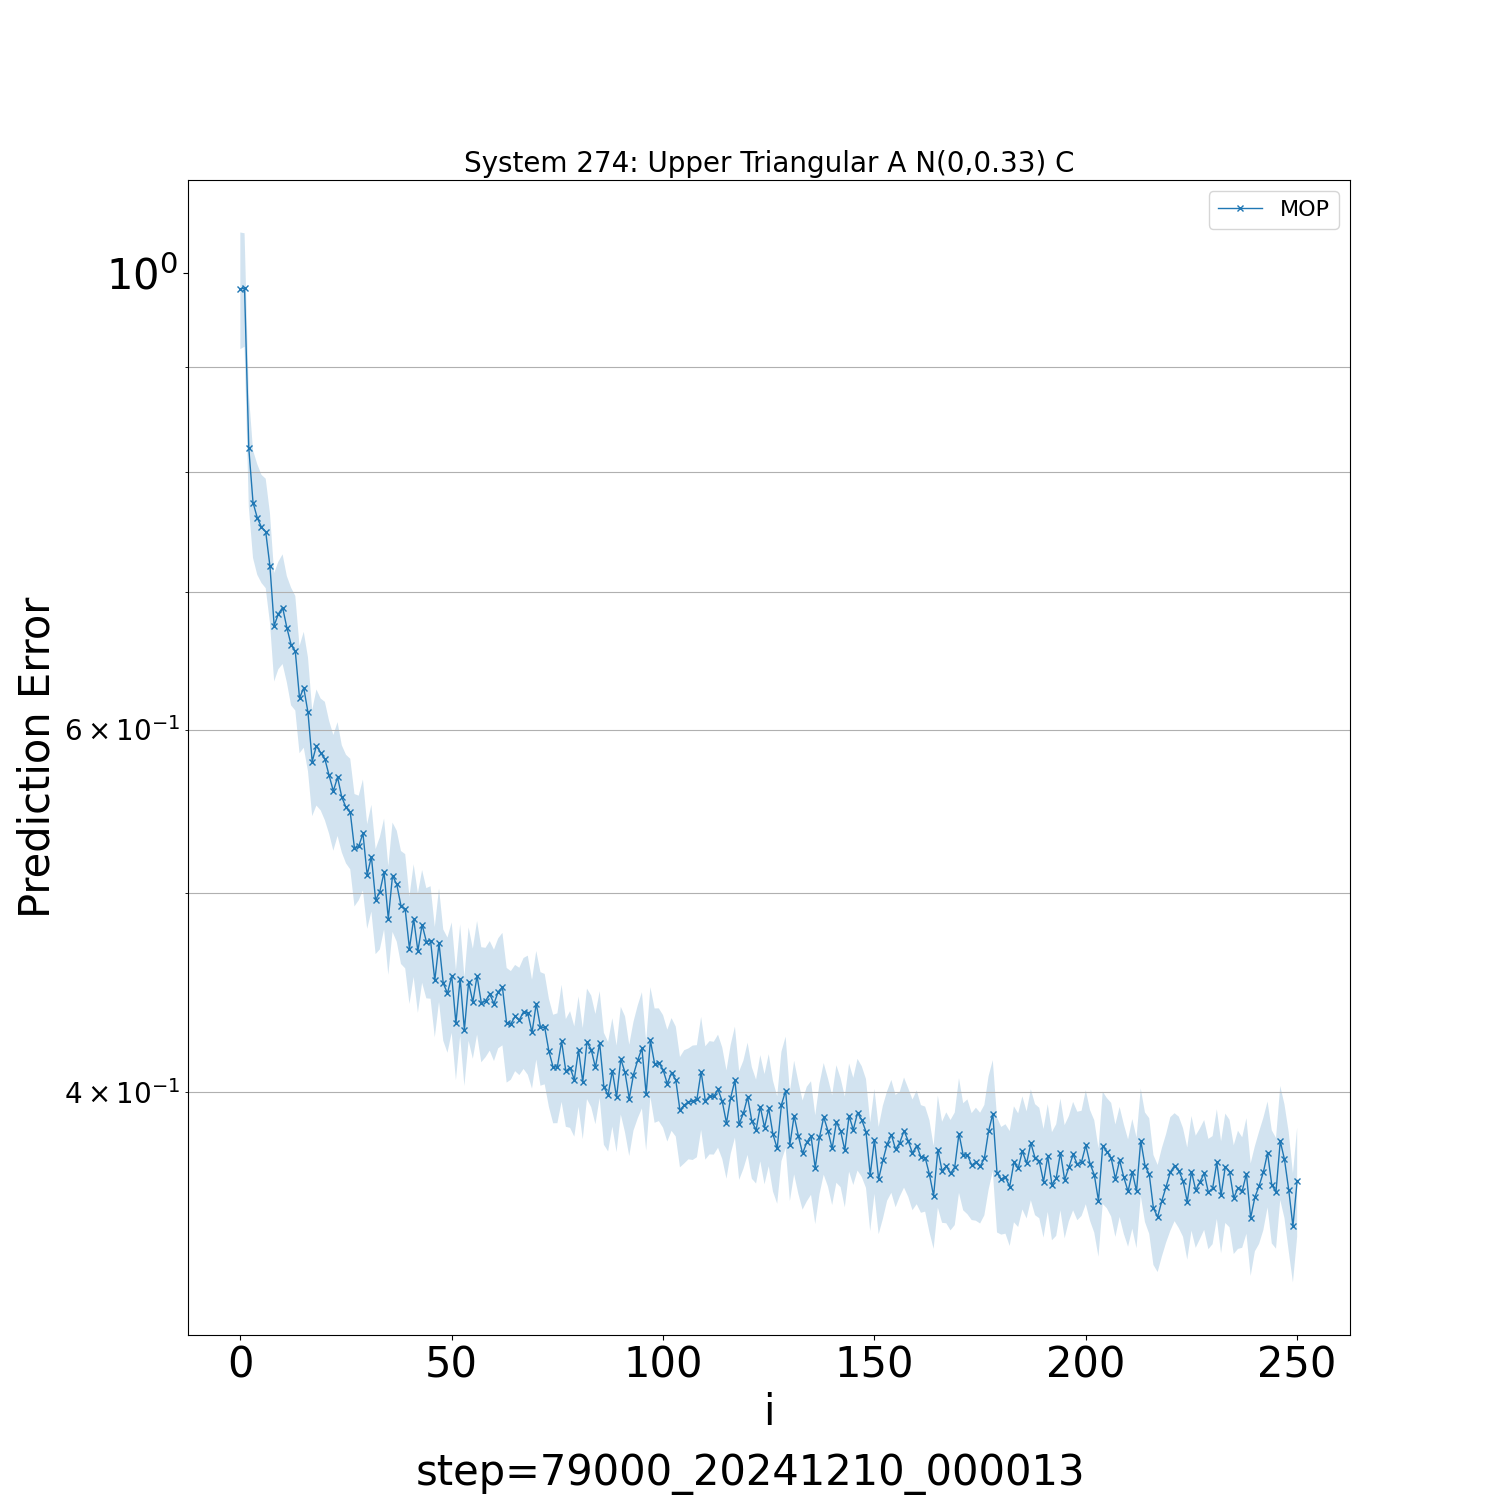 System 274: Upper Triangular A N(0,0.33) C
MOP
10⁰
6 × 10⁻¹
4 × 10⁻¹
Prediction Error
0 50 100 150 200 250
i
step=79000_20241210_000013